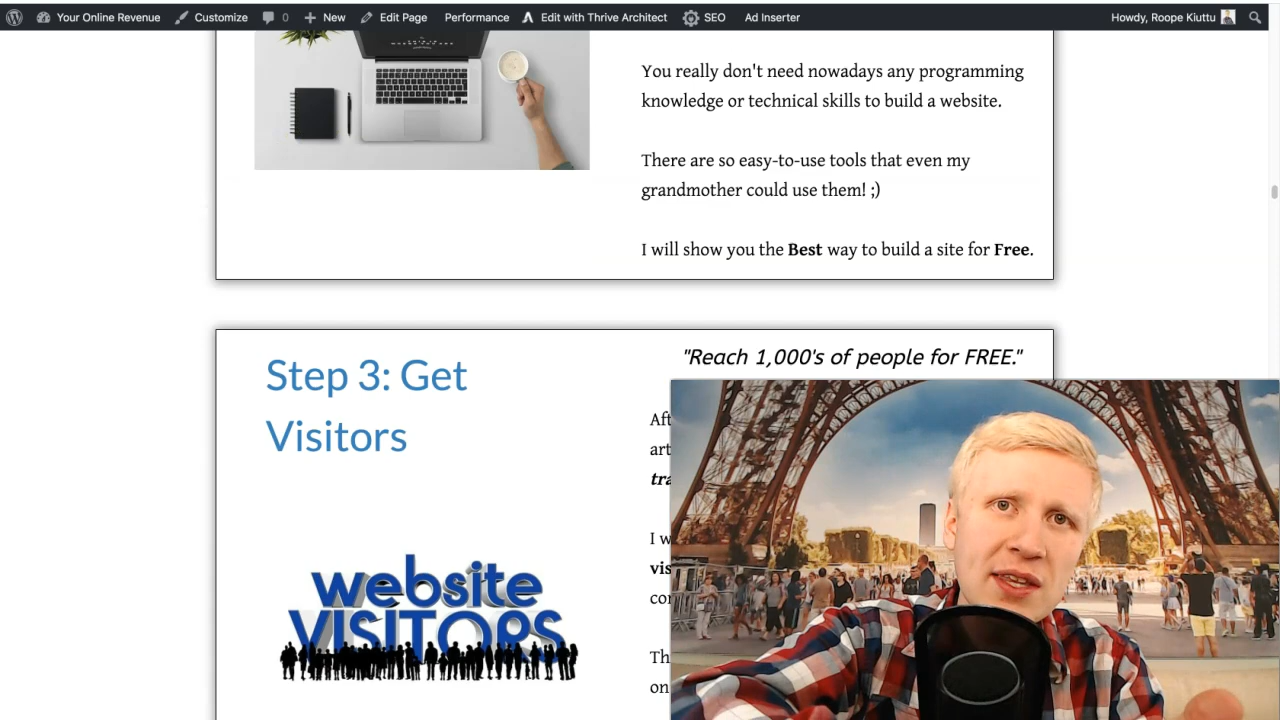 Your Online Revenue Customize 0 New Edit Page Performance Edit with Thrive Architect SEO Ad Inserter Howdy, Roope Kiuttu
You really don't need nowadays any programming
knowledge or technical skills to build a website.
There are so easy-to-use tools that even my
grandmother could use them! ;)
I will show you the Best way to build a site for Free.
Step 3: Get
Visitors
"Reach 1,000's of people for FREE."
website
VISITORS